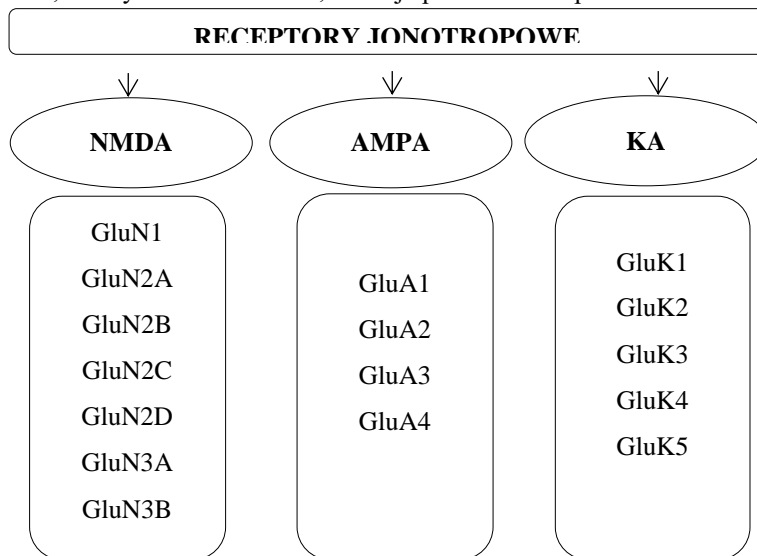 RECEPTORY JONOTROPOWE
NMDA
AMPA
KA
GluN1
GluN2A
GluN2B
GluN2C
GluN2D
GluN3A
GluN3B
GluA1
GluA2
GluA3
GluA4
GluK1
GluK2
GluK3
GluK4
GluK5